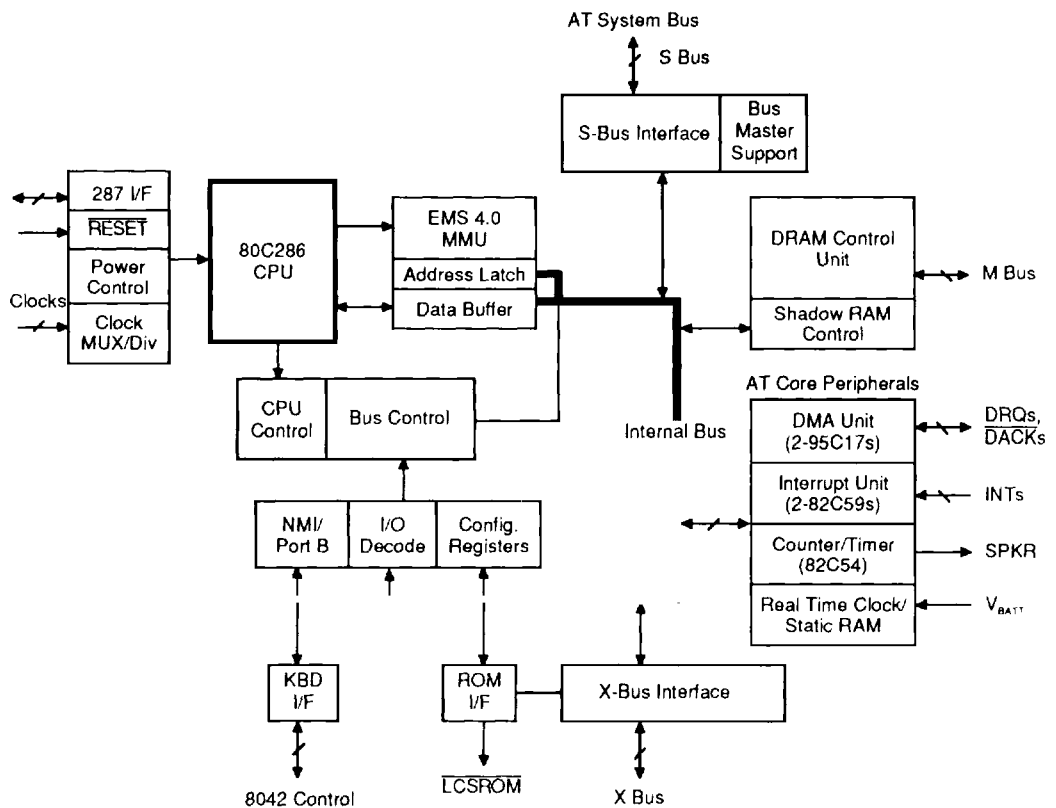 AT System Bus
S Bus
S-Bus Interface
Bus
Master
Support
287 I/F
RESET
Power
Control
Clocks
Clock
MUX/Div
80C286
CPU
EMS 4.0
MMU
Address Latch
Data Buffer
DRAM Control
Unit
M Bus
Shadow RAM
Control
CPU
Control
Bus Control
Internal Bus
AT Core Peripherals
DMA Unit
(2-95C17s)
DRQs,
DACKs
Interrupt Unit
(2-82C59s)
INTs
Counter/Timer
(82C54)
SPKR
Real Time Clock/
Static RAM
VBATT
NMI/
Port B
I/O
Decode
Config.
Registers
KBD
I/F
ROM
I/F
X-Bus Interface
8042 Control
LCSROM
X Bus